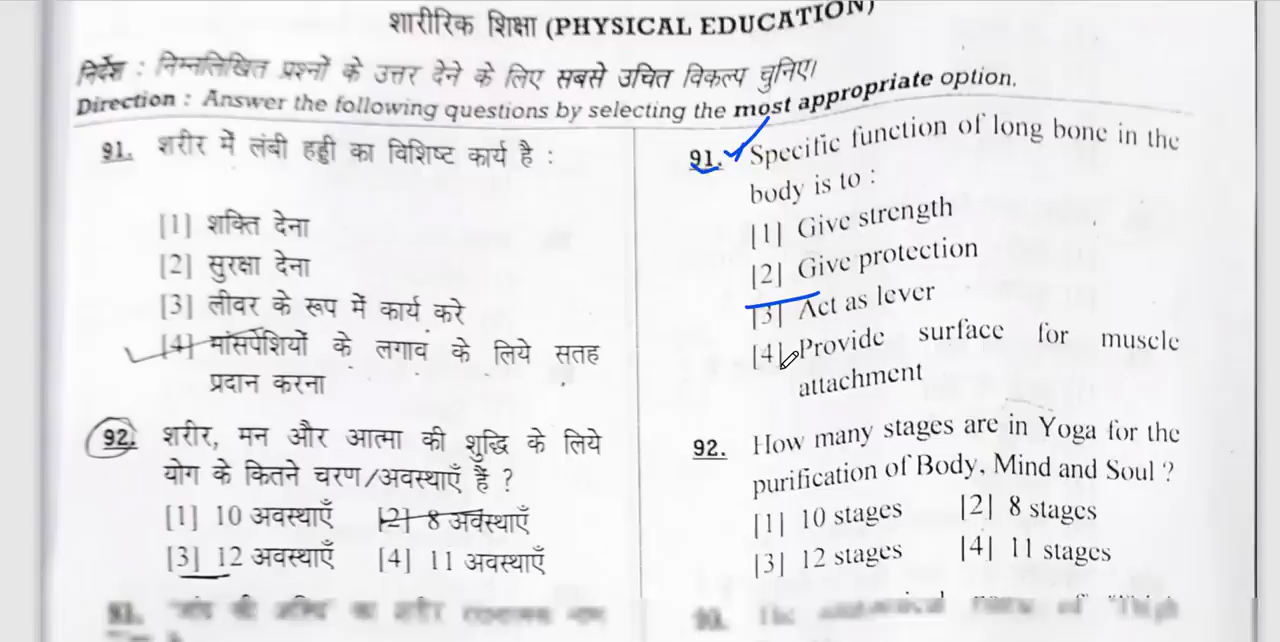 शारीरिक शिक्षा (PHYSICAL EDUCATION)
निर्देश : निम्नलिखित प्रश्नों के उत्तर देने के लिए सबसे उचित विकल्प चुनिए।
Direction : Answer the following questions by selecting the most appropriate option.
91. शरीर में लंबी हड्डी का विशिष्ट कार्य है :
[1] शक्ति देना
[2] सुरक्षा देना
[3] लीवर के रूप में कार्य करे
[4] मांसपेशियों के लगाव के लिये सतह
प्रदान करना
92. शरीर, मन और आत्मा की शुद्धि के लिये
योग के कितने चरण/अवस्थाएँ हैं ?
[1] 10 अवस्थाएँ [2] 8 अवस्थाएँ
[3] 12 अवस्थाएँ [4] 11 अवस्थाएँ
91. Specific function of long bone in the
body is to :
[1] Give strength
[2] Give protection
[3] Act as lever
[4] Provide surface for muscle
attachment
92. How many stages are in Yoga for the
purification of Body, Mind and Soul ?
[1] 10 stages [2] 8 stages
[3] 12 stages [4] 11 stages